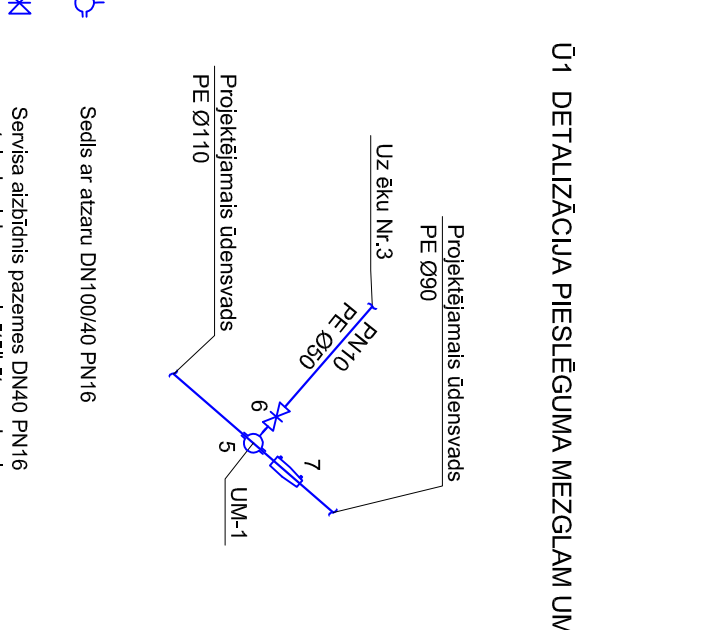 Ū1 DETALIZĀCIJA PIESLĒGUMA MEZGLAM UM
Projektējamais ūdensvads
PE Ø90
Uz ēku Nr.3
PN10
PE Ø50
Projektējamais ūdensvads
PE Ø110
7
6
5
UM-1
Sedls ar atzaru DN100/40 PN16
Servisa aizbīdnis pazemes DN40 PN16